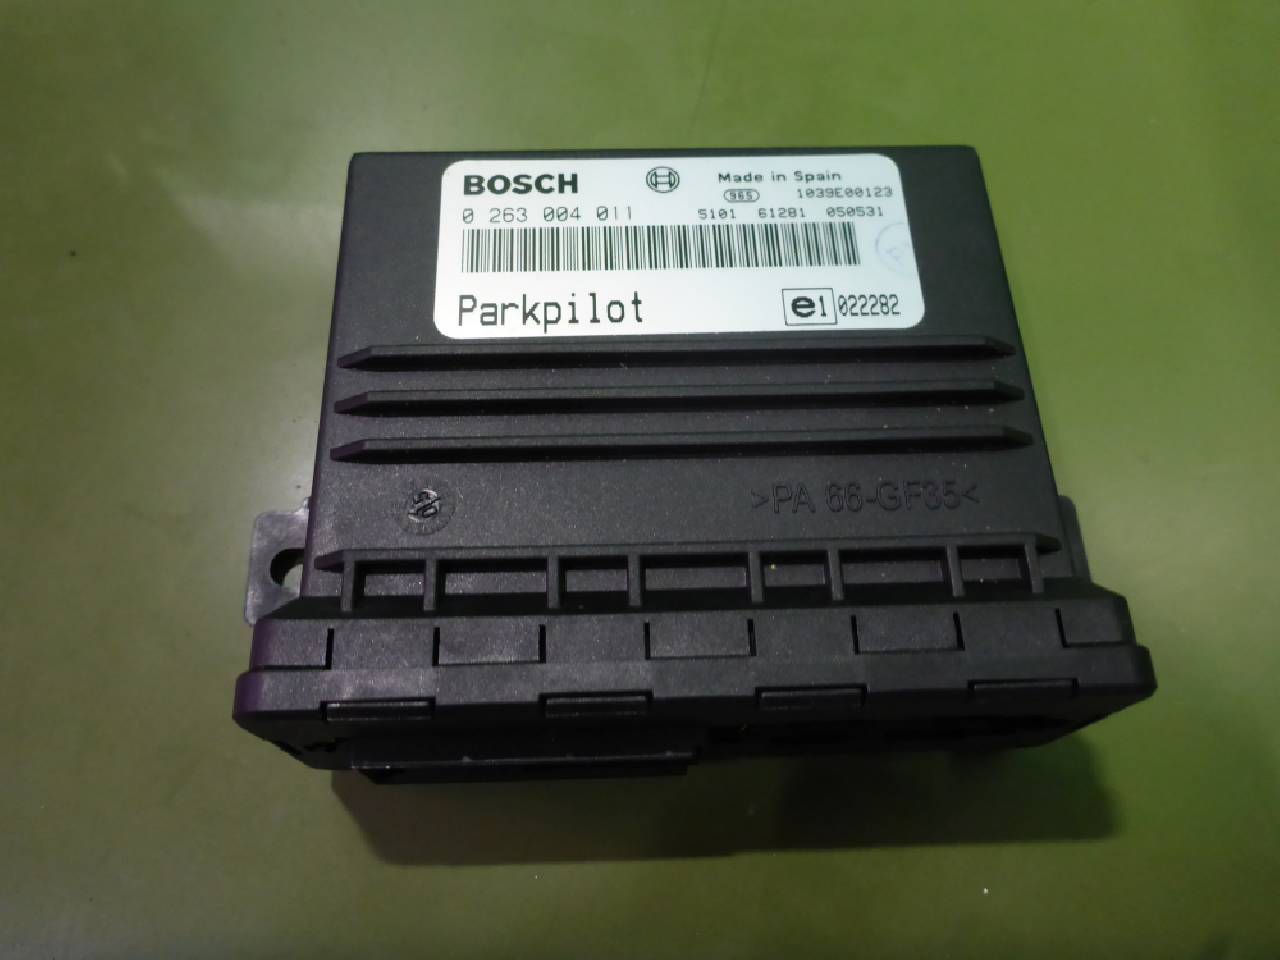 BOSCH Made in Spain
965 1039E00123
0 263 004 011 5101 61281 050531
Parkpilot e1 022282
>PA 66-GF35<